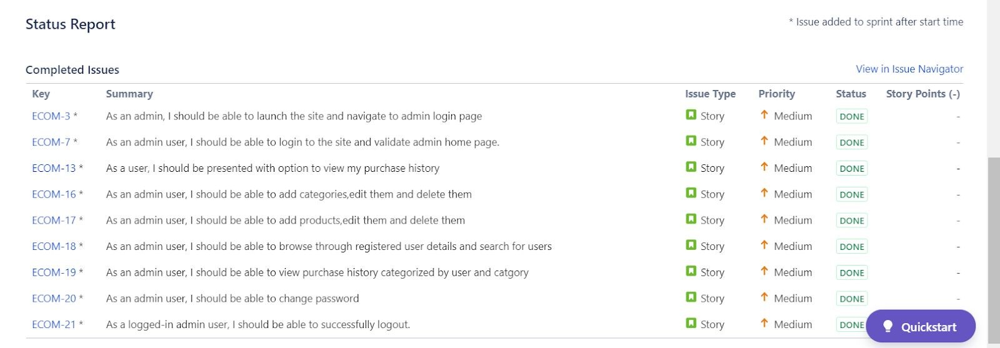 Status Report
* Issue added to sprint after start time
Completed Issues
View in Issue Navigator
Key Summary Issue Type Priority Status Story Points (-)
ECOM-3 * As an admin, I should be able to launch the site and navigate to admin login page Story Medium DONE -
ECOM-7 * As an admin user, I should be able to login to the site and validate admin home page. Story Medium DONE -
ECOM-13 * As a user, I should be presented with option to view my purchase history Story Medium DONE -
ECOM-16 * As an admin user, I should be able to add categories,edit them and delete them Story Medium DONE -
ECOM-17 * As an admin user, I should be able to add products,edit them and delete them Story Medium DONE -
ECOM-18 * As an admin user, I should be able to browse through registered user details and search for users Story Medium DONE -
ECOM-19 * As an admin user, I should be able to view purchase history categorized by user and catgory Story Medium DONE -
ECOM-20 * As an admin user, I should be able to change password Story Medium DONE -
ECOM-21 * As a logged-in admin user, I should be able to successfully logout. Story Medium DONE
Quickstart